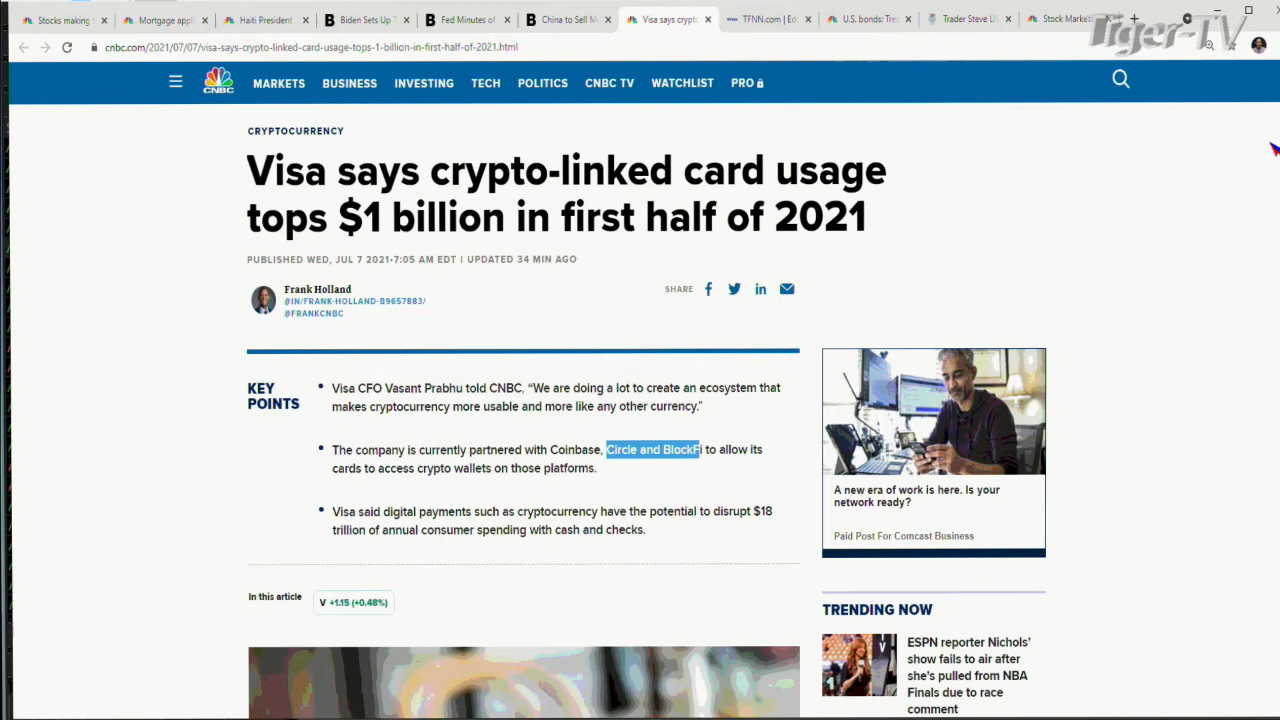 Stocks making
Mortgage appl
Haiti President
Biden Sets Up T
Fed Minutes of
China to Sell M
Visa says crypto
TFNN.com | Ed
U.S. bonds: Trea
Trader Steve
Stock Market
Tiger-TV
cnbc.com/2021/07/07/visa-says-crypto-linked-card-usage-tops-1-billion-in-first-half-of-2021.html
CNBC
MARKETS BUSINESS INVESTING TECH POLITICS CNBC TV WATCHLIST PRO
CRYPTOCURRENCY
Visa says crypto-linked card usage
tops $1 billion in first half of 2021
PUBLISHED WED, JUL 7 2021•7:05 AM EDT | UPDATED 34 MIN AGO
Frank Holland
@IN/FRANK-HOLLAND-B9657883/
@FRANKCNBC
SHARE
KEY
POINTS
• Visa CFO Vasant Prabhu told CNBC, “We are doing a lot to create an ecosystem that
makes cryptocurrency more usable and more like any other currency.”
• The company is currently partnered with Coinbase, Circle and BlockFi to allow its
cards to access crypto wallets on those platforms.
• Visa said digital payments such as cryptocurrency have the potential to disrupt $18
trillion of annual consumer spending with cash and checks.
In this article
V +1.15 (+0.48%)
A new era of work is here. Is your
network ready?
Paid Post For Comcast Business
TRENDING NOW
ESPN reporter Nichols’
show fails to air after
she’s pulled from NBA
Finals due to race
comment